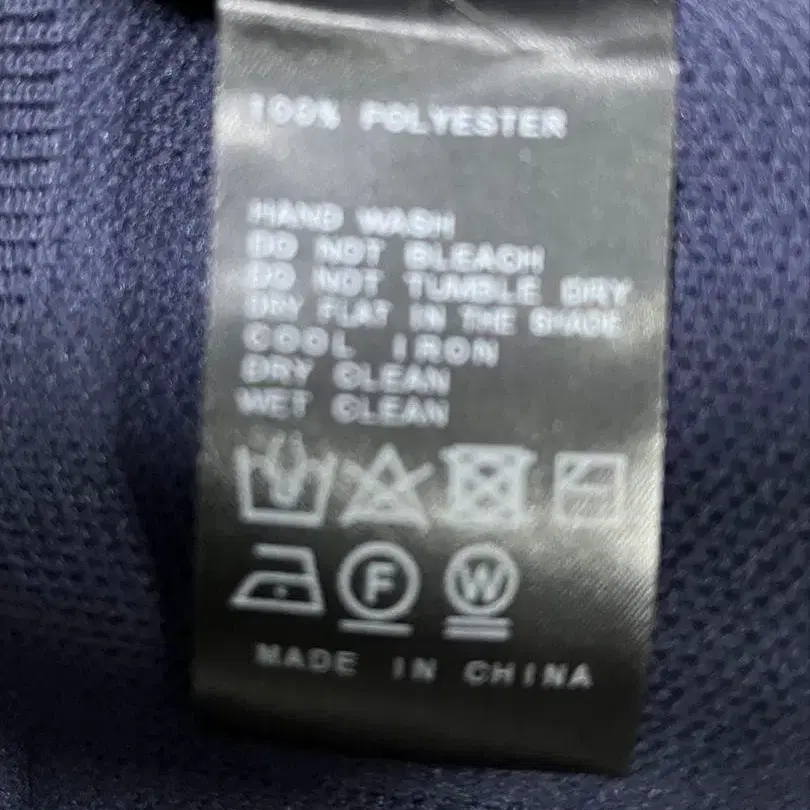 100% POLYESTER
HAND WASH
DO NOT BLEACH
DO NOT TUMBLE DRY
DRY FLAT IN THE SHADE
COOL IRON
DRY CLEAN
WET CLEAN
F W
MADE IN CHINA